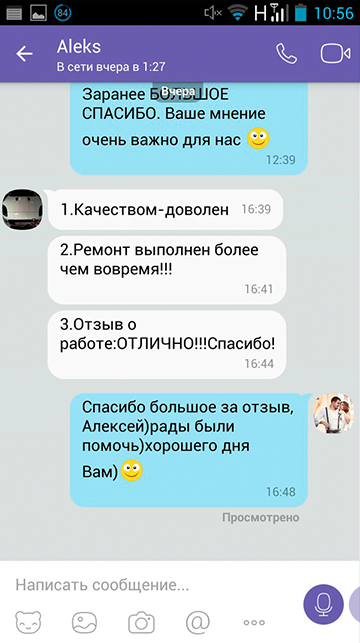 84
H
10:56
Aleks
В сети вчера в 1:27
Вчера
Заранее БОЛЬШОЕ
СПАСИБО. Ваше мнение
очень важно для нас
12:39
1.Качеством-доволен 16:39
2.Ремонт выполнен более
чем вовремя!!!
16:41
3.Отзыв о
работе:ОТЛИЧНО!!!Спасибо!
16:44
Спасибо большое за отзыв,
Алексей)рады были
помочь)хорошего дня
Вам)
16:48
Просмотрено
Написать сообщение...